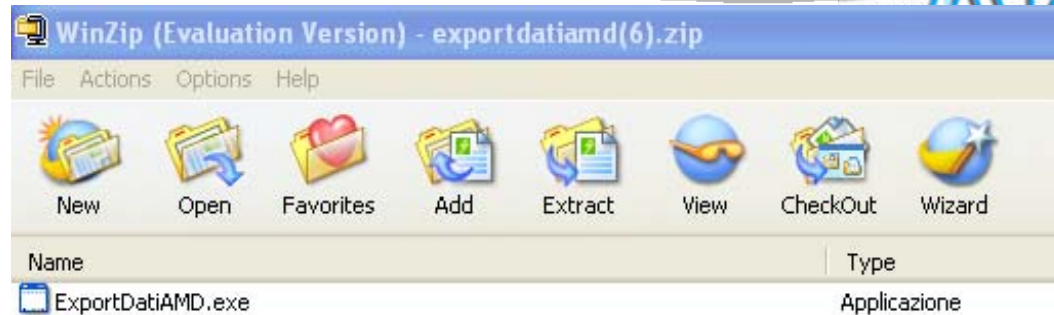 WinZip (Evaluation Version) - exportdatiamd(6).zip
File Actions Options Help
New Open Favorites Add Extract View CheckOut Wizard
Name Type
ExportDatiAMD.exe Applicazione